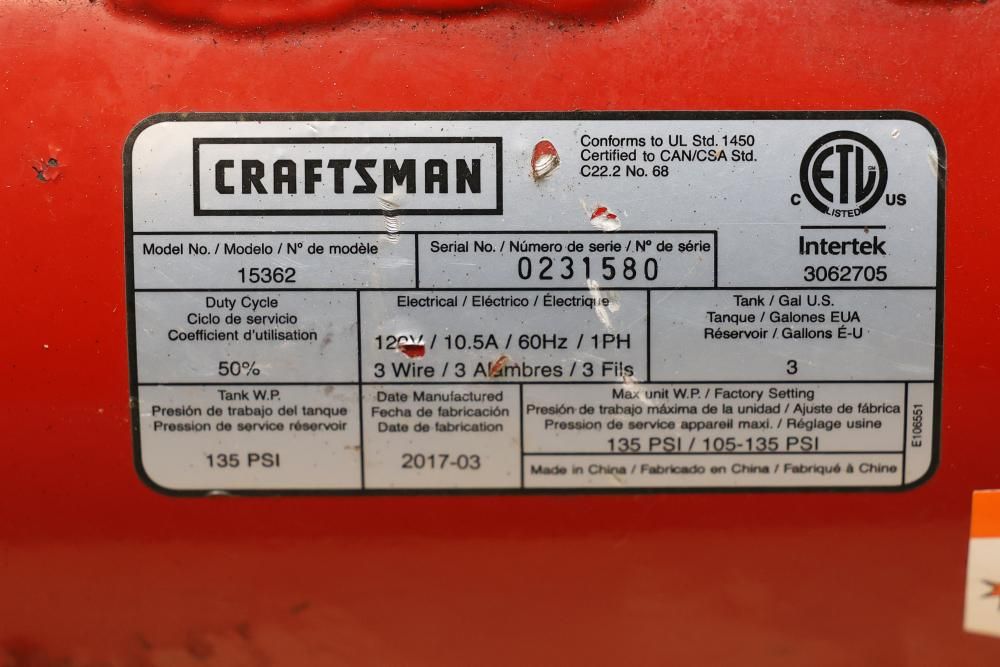 CRAFTSMAN
Conforms to UL Std. 1450
Certified to CAN/CSA Std.
C22.2 No. 68
C ETL US
LISTED
Intertek
3062705
Model No. / Modelo / Nº de modèle
15362
Serial No. / Número de serie / Nº de série
0231580
Duty Cycle
Ciclo de servicio
Coefficient d'utilisation
50%
Electrical / Eléctrico / Électrique
120V / 10.5A / 60Hz / 1PH
3 Wire / 3 Alambres / 3 Fils
Tank / Gal U.S.
Tanque / Galones EUA
Réservoir / Gallons É-U
3
Tank W.P.
Presión de trabajo del tanque
Pression de service réservoir
135 PSI
Date Manufactured
Fecha de fabricación
Date de fabrication
2017-03
Max unit W.P. / Factory Setting
Presión de trabajo máxima de la unidad / Ajuste de fábrica
Pression de service appareil maxi. / Réglage usine
135 PSI / 105-135 PSI
Made in China / Fabricado en China / Fabriqué à Chine
E106551